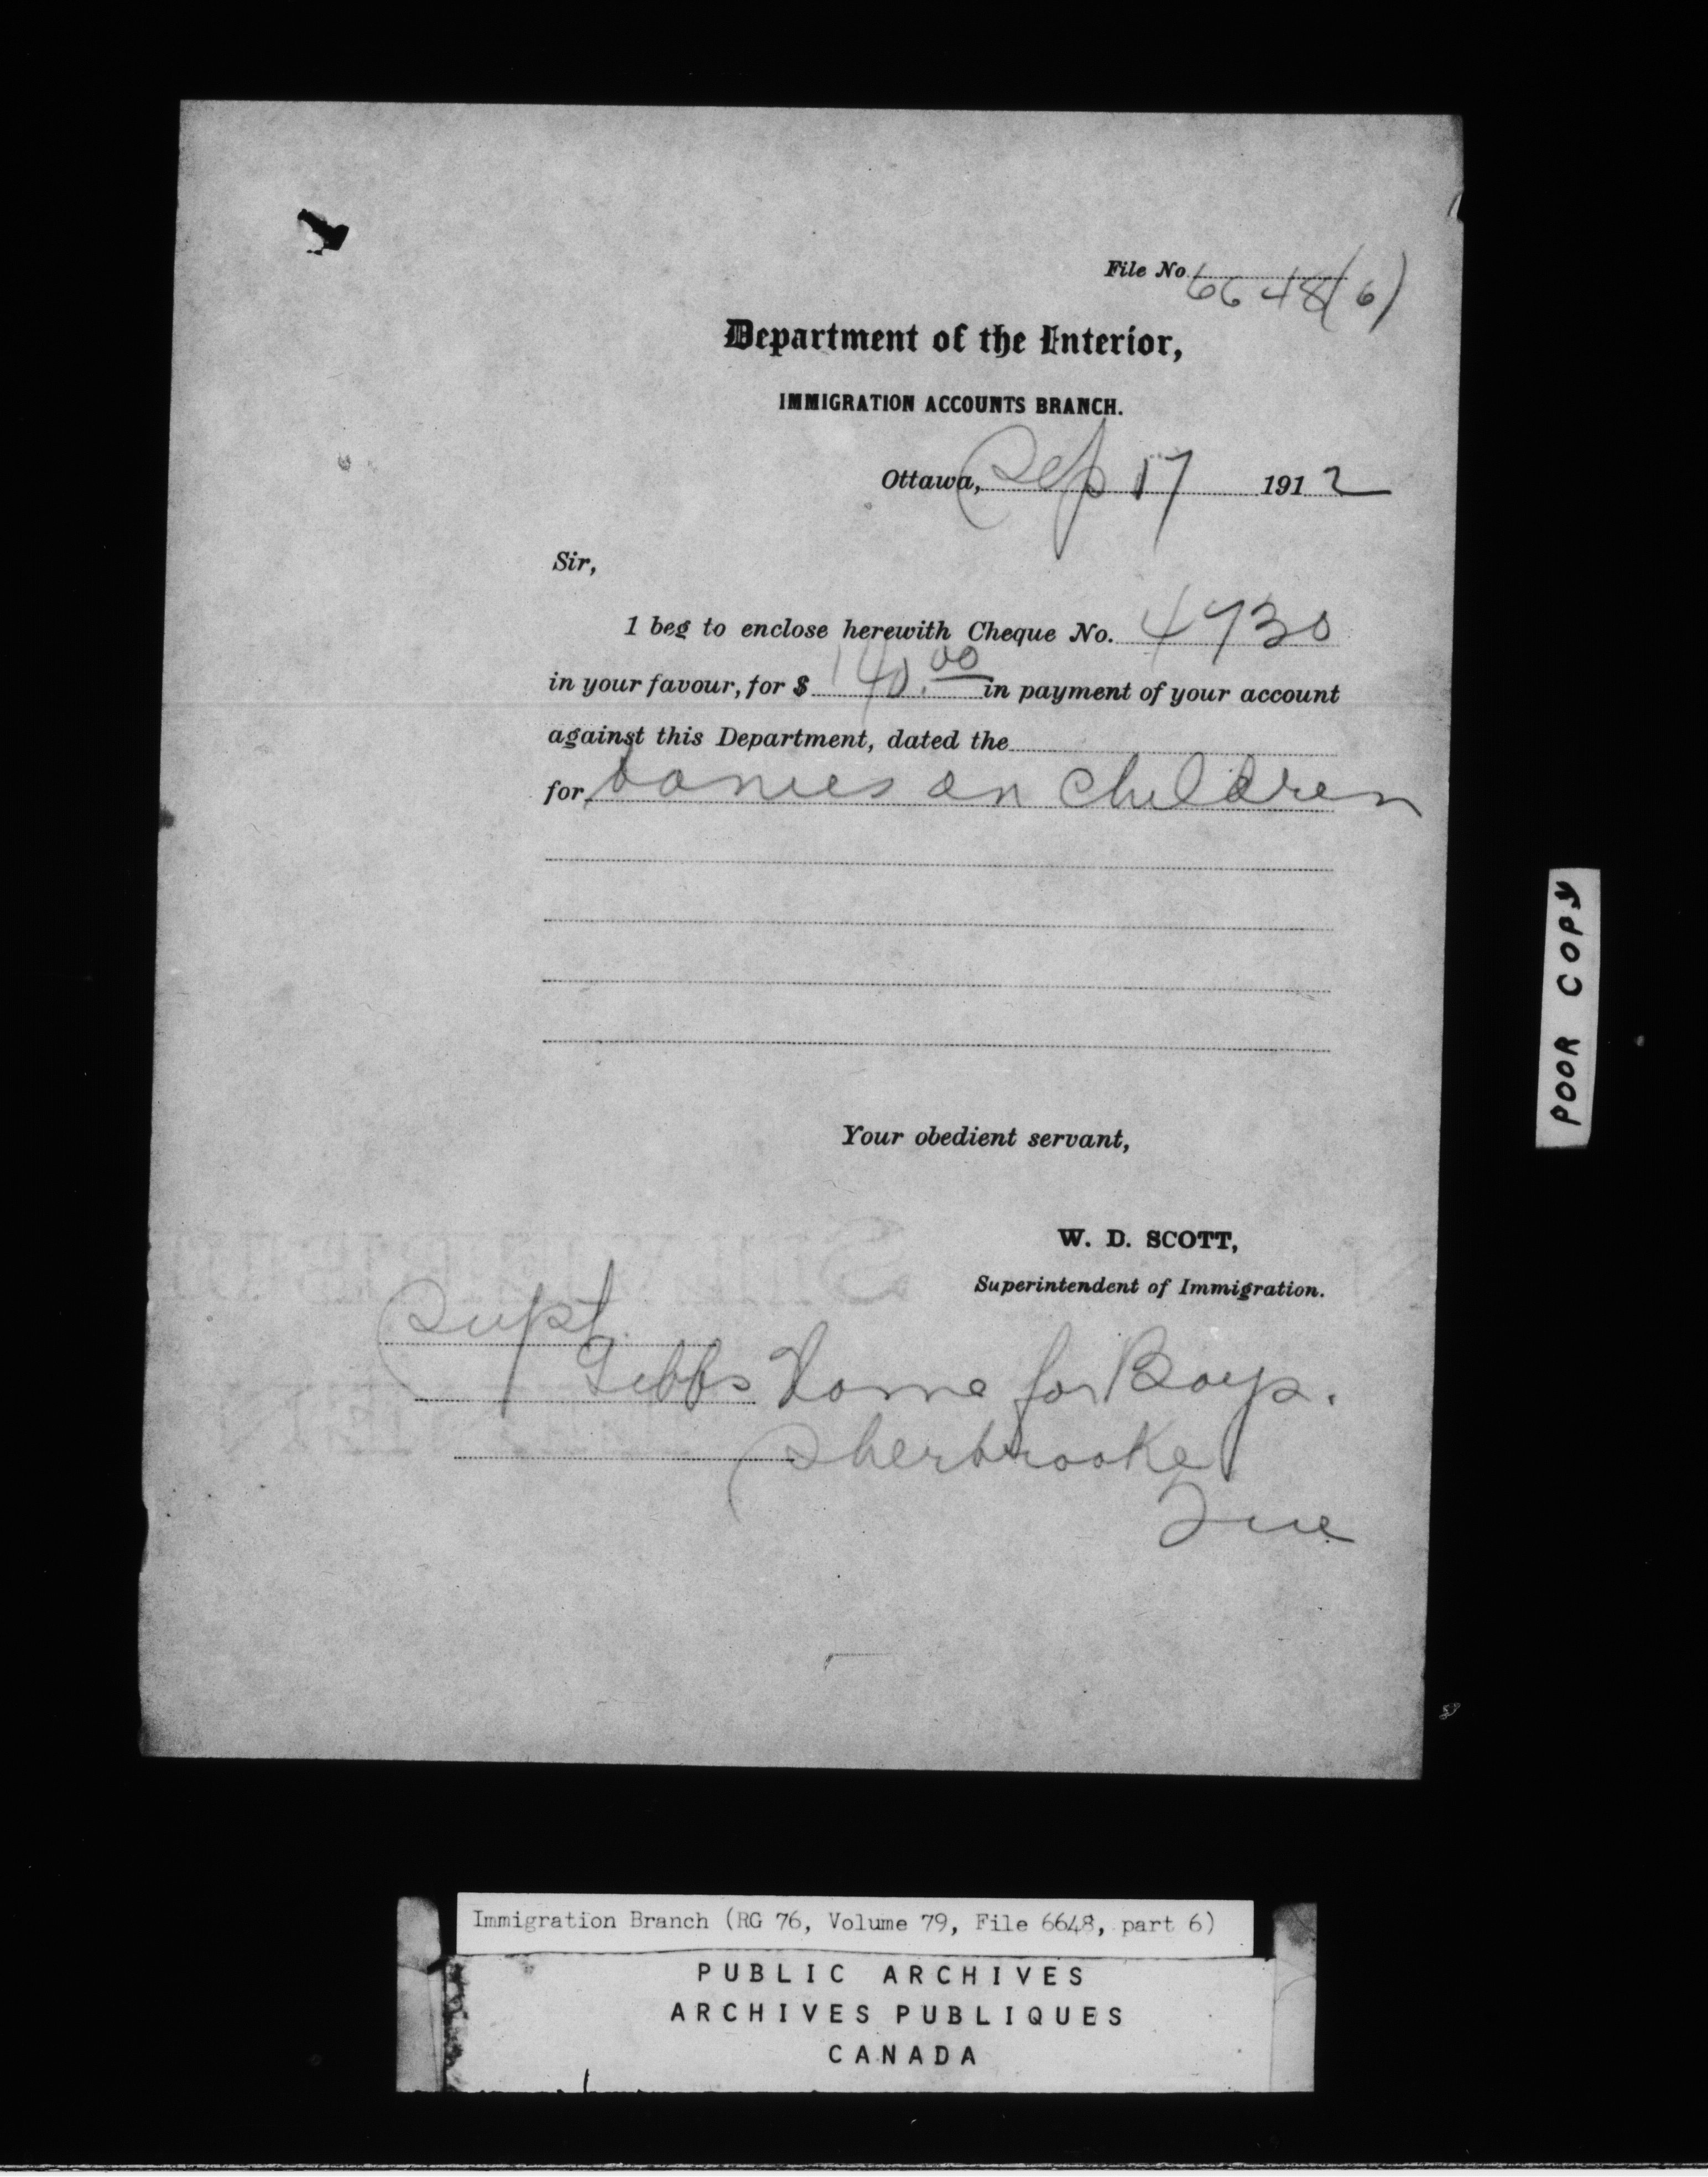 File No. 6648(6)
Department of the Interior,
IMMIGRATION ACCOUNTS BRANCH.
Ottawa, Sep 17 1912
Sir,
I beg to enclose herewith Cheque No. 4730
in your favour, for $ 140.00 in payment of your account
against this Department, dated the
for bonues on Children
Your obedient servant,
W. D. SCOTT,
Superintendent of Immigration.
Supt.
Gibbs Home for Boys.
Sherbrooke
Que
POOR COPY
Immigration Branch (RG 76, Volume 79, File 6648, part 6)
PUBLIC ARCHIVES
ARCHIVES PUBLIQUES
CANADA